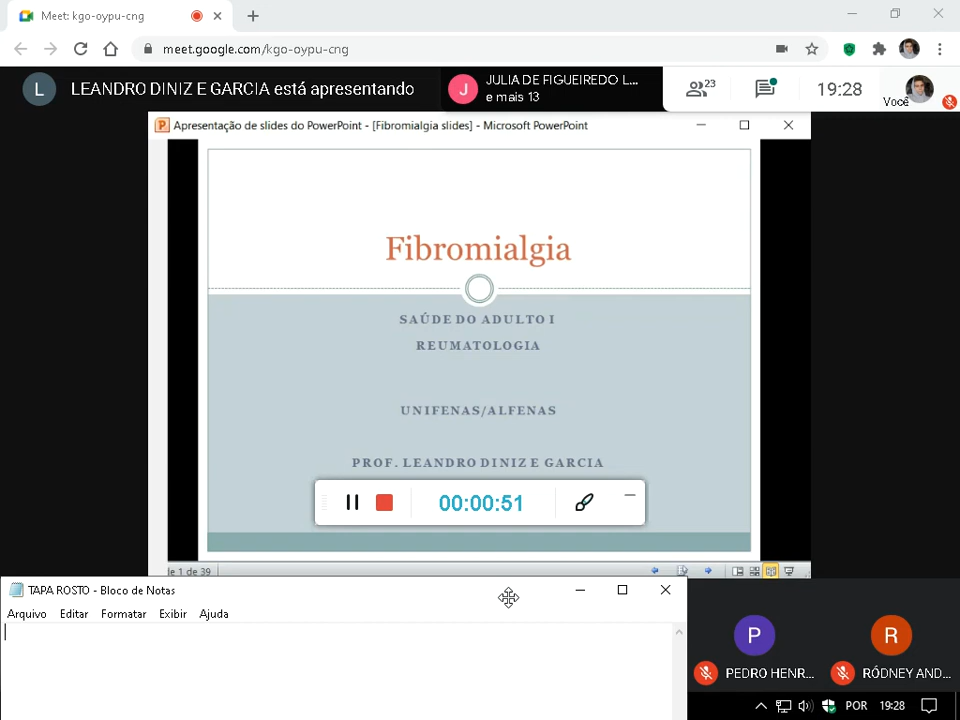 Meet: kgo-oypu-cng
meet.google.com/kgo-oypu-cng
L
LEANDRO DINIZ E GARCIA está apresentando
J
JULIA DE FIGUEIREDO L...
e mais 13
23
19:28
Você
Apresentação de slides do PowerPoint - [Fibromialgia slides] - Microsoft PowerPoint
Fibromialgia
SAÚDE DO ADULTO I
REUMATOLOGIA
UNIFENAS/ALFENAS
PROF. LEANDRO DINIZ E GARCIA
00:00:51
le 1 de 39
TAPA ROSTO - Bloco de Notas
Arquivo Editar Formatar Exibir Ajuda
P
PEDRO HENR...
R
RÓDNEY AND...
POR
19:28